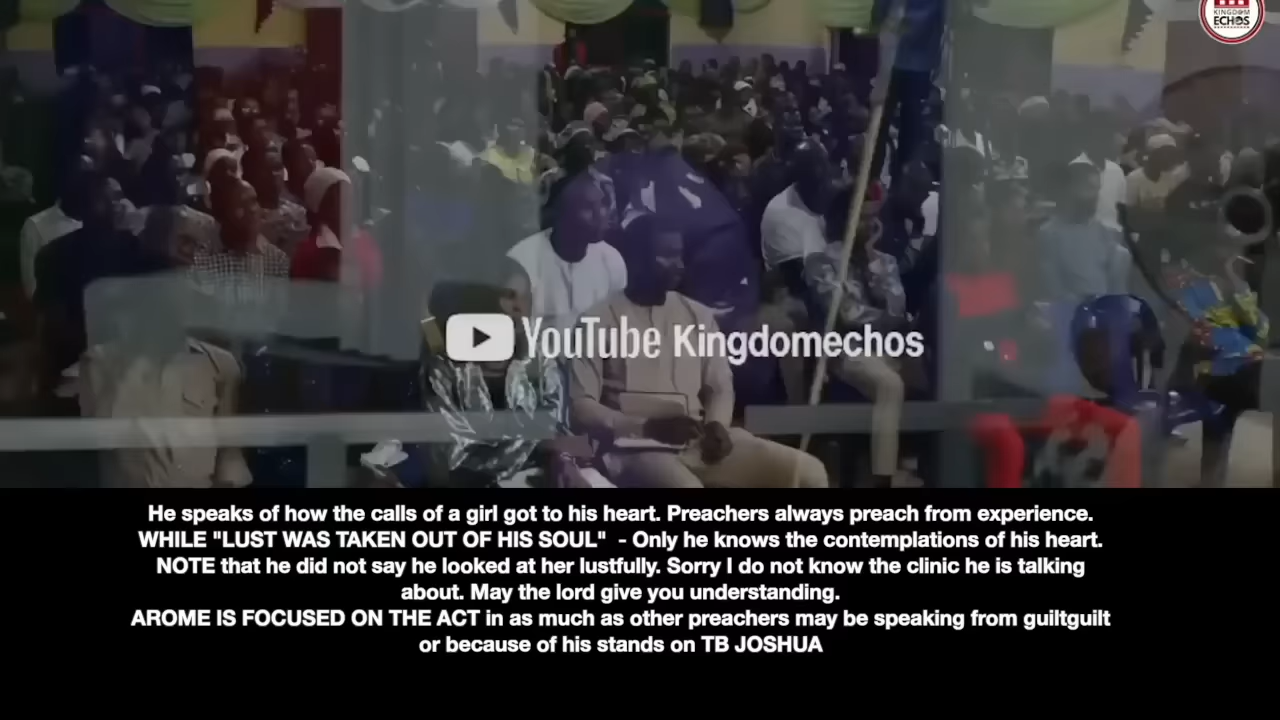 KINGDOM
ECHOS
YouTube Kingdomechos
He speaks of how the calls of a girl got to his heart. Preachers always preach from experience.
WHILE "LUST WAS TAKEN OUT OF HIS SOUL" - Only he knows the contemplations of his heart.
NOTE that he did not say he looked at her lustfully. Sorry I do not know the clinic he is talking
about. May the lord give you understanding.
AROME IS FOCUSED ON THE ACT in as much as other preachers may be speaking from guiltguilt
or because of his stands on TB JOSHUA